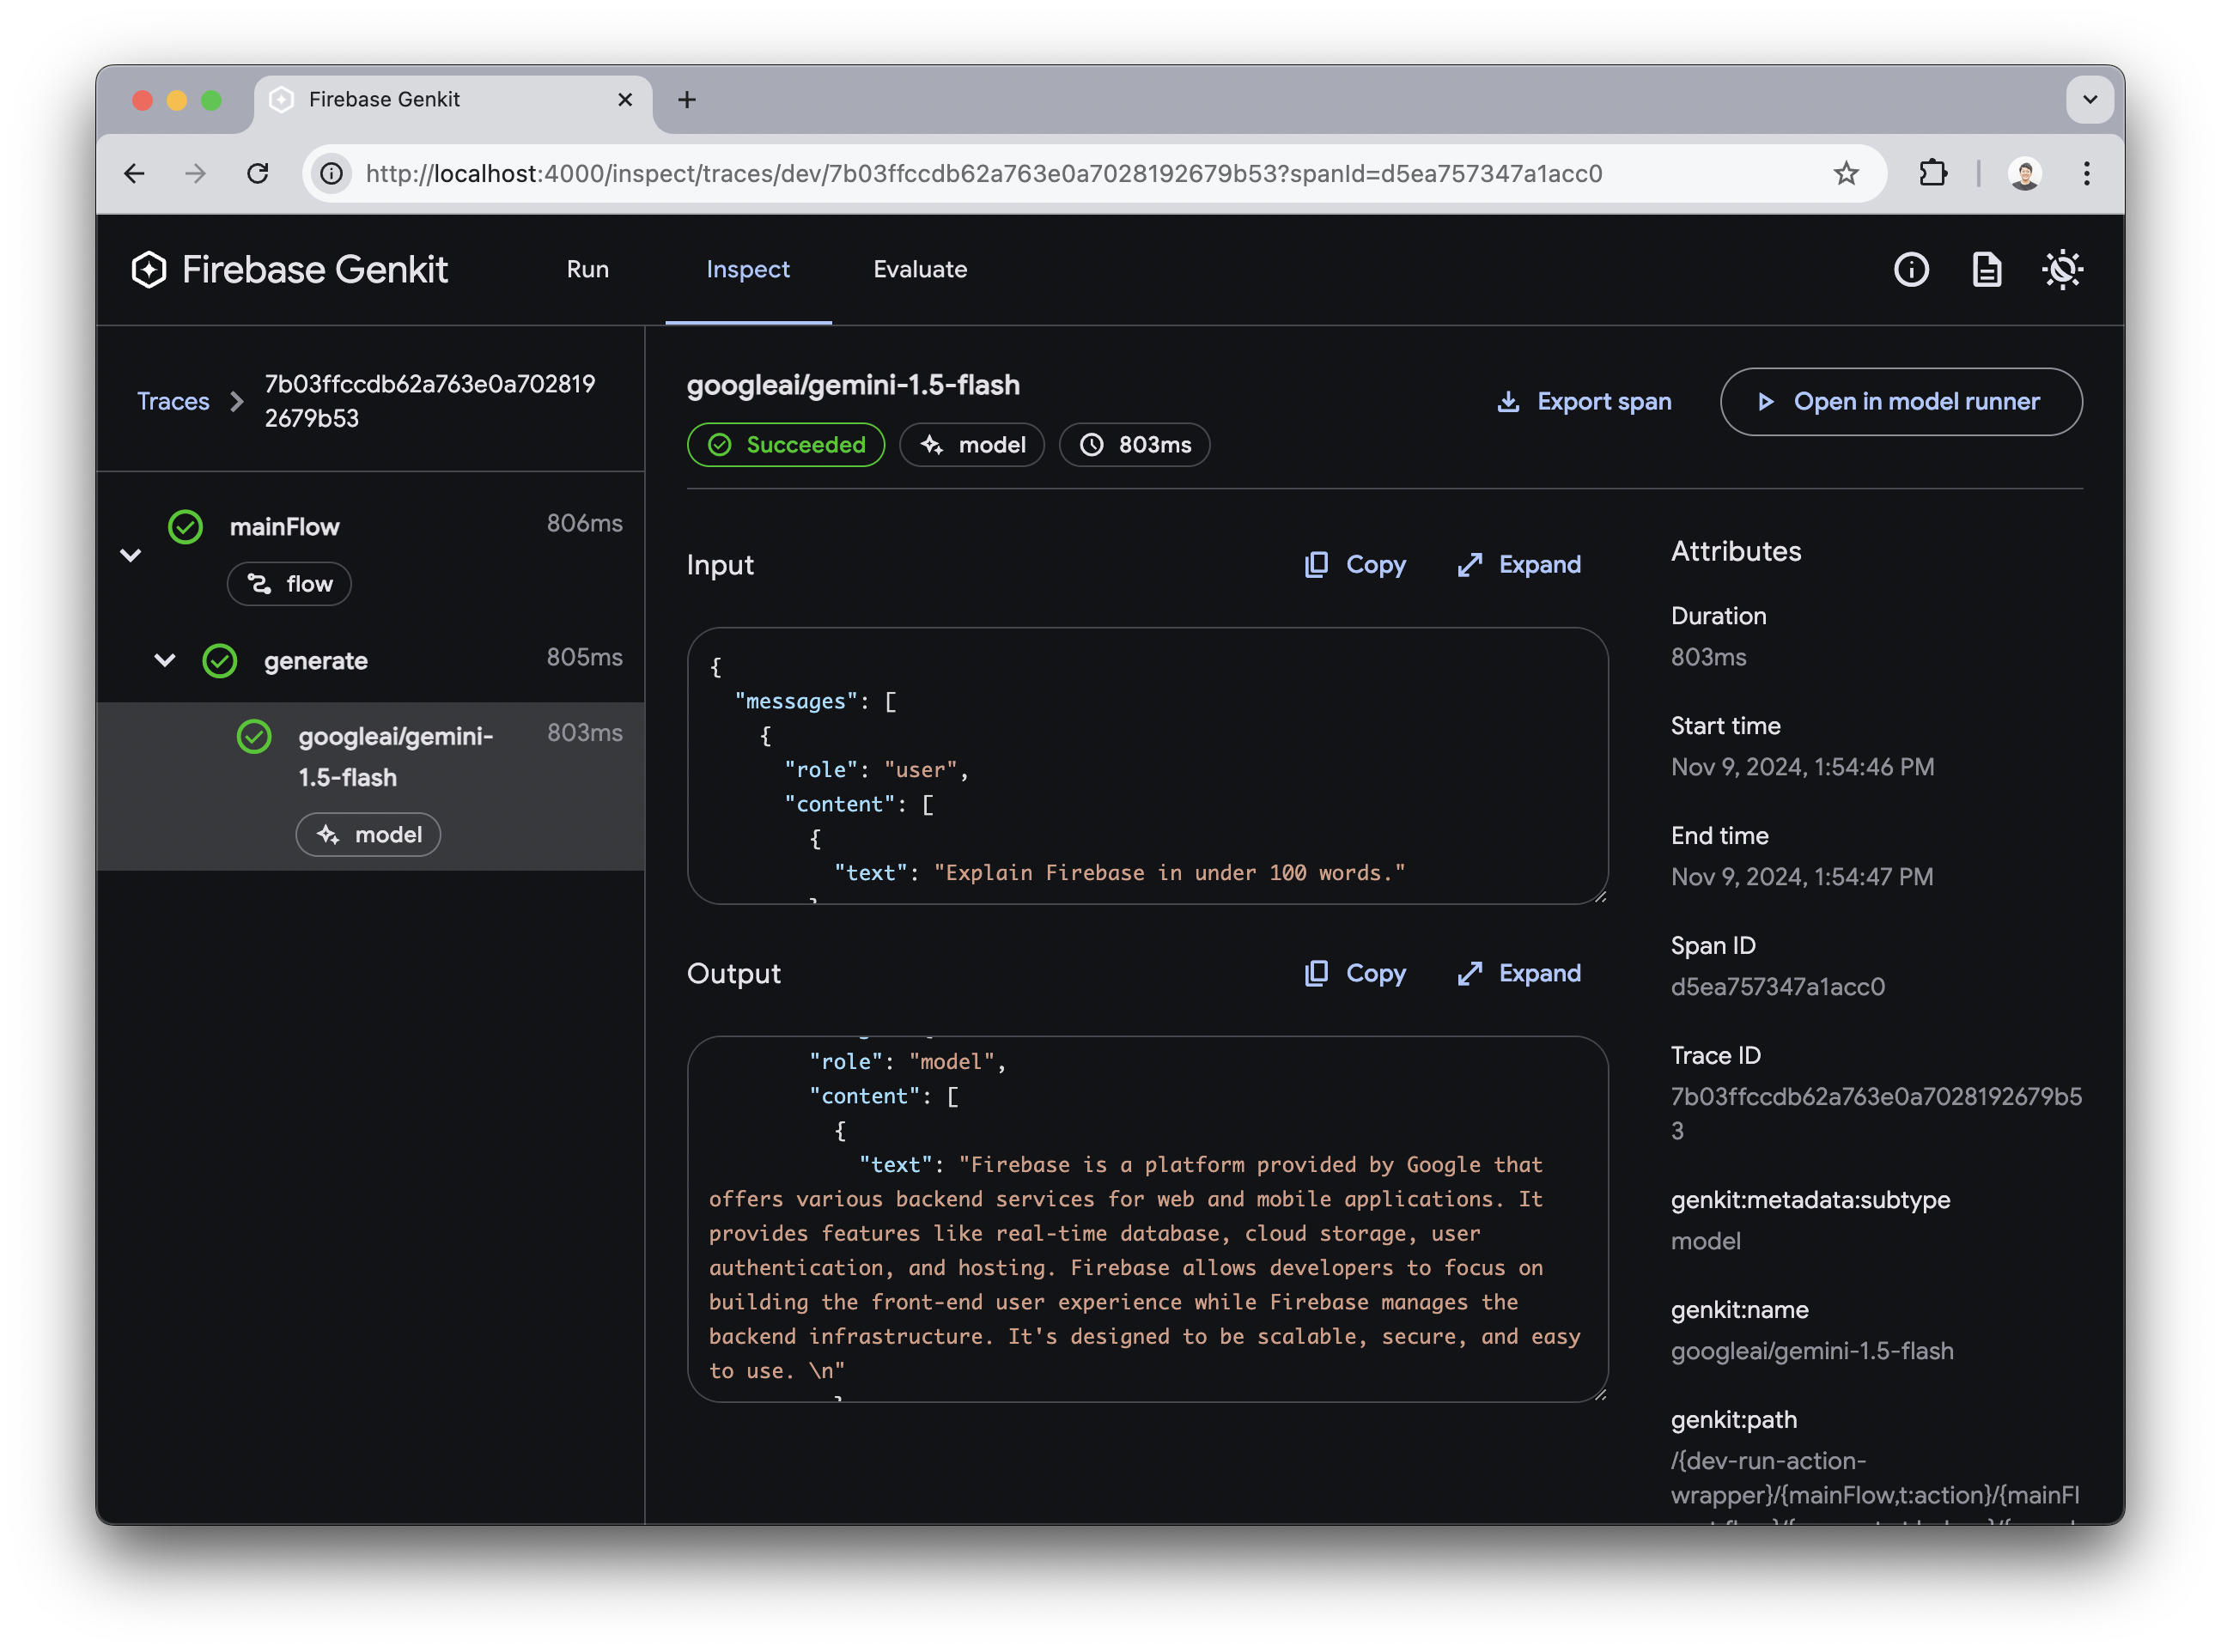 Firebase Genkit
http://localhost:4000/inspect/traces/dev/7b03ffccdb62a763e0a7028192679b53?spanId=d5ea757347a1acc0
Firebase Genkit
Run
Inspect
Evaluate
Traces
7b03ffccdb62a763e0a702819
2679b53
mainFlow
806ms
flow
generate
805ms
googleai/gemini-
1.5-flash
803ms
model
googleai/gemini-1.5-flash
Succeeded
model
803ms
Export span
Open in model runner
Input
Copy
Expand
{
"messages": [
{
"role": "user",
"content": [
{
"text": "Explain Firebase in under 100 words."
Output
Copy
Expand
"role": "model",
"content": [
{
"text": "Firebase is a platform provided by Google that
offers various backend services for web and mobile applications. It
provides features like real-time database, cloud storage, user
authentication, and hosting. Firebase allows developers to focus on
building the front-end user experience while Firebase manages the
backend infrastructure. It's designed to be scalable, secure, and easy
to use. \n"
Attributes
Duration
803ms
Start time
Nov 9, 2024, 1:54:46 PM
End time
Nov 9, 2024, 1:54:47 PM
Span ID
d5ea757347a1acc0
Trace ID
7b03ffccdb62a763e0a7028192679b5
3
genkit:metadata:subtype
model
genkit:name
googleai/gemini-1.5-flash
genkit:path
/{dev-run-action-
wrapper}/{mainFlow,t:action}/{mainFl